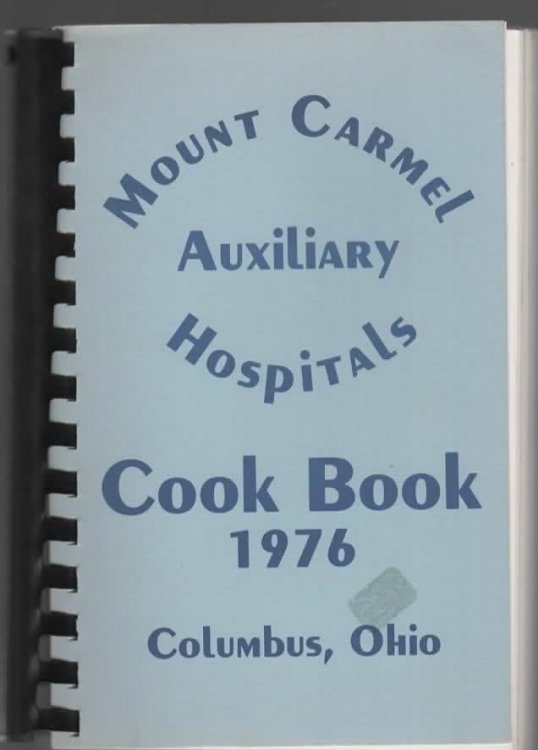 Mount Carmel
Auxiliary
Hospitals
Cook Book
1976
Columbus, Ohio